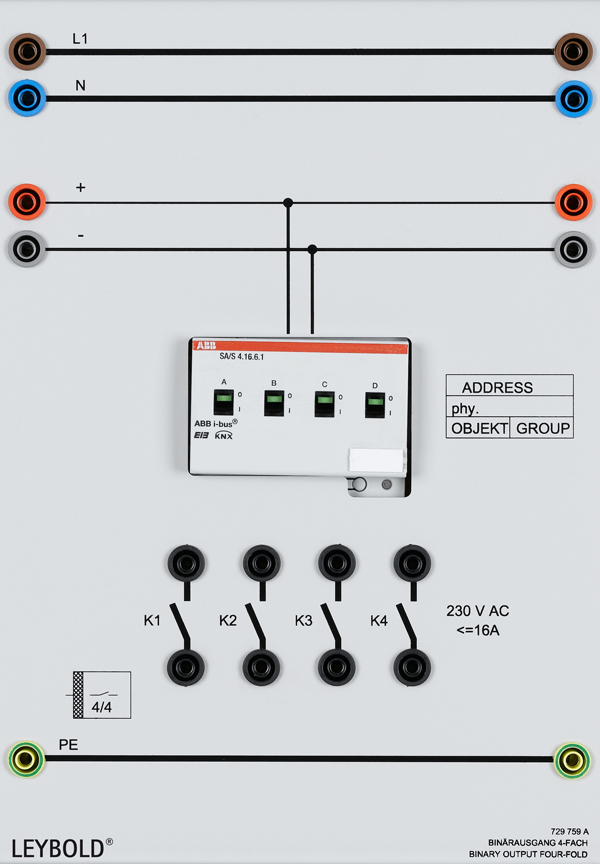 L1
N
+
-
ABB
SA/S 4.16.6.1
A B C D
0 0 0 0
I I I I
ABB i-bus®
EIB KNX
ADDRESS
phy.
OBJEKT GROUP
K1 K2 K3 K4
230 V AC
<=16A
4/4
PE
LEYBOLD®
729 759 A
BINÄRAUSGANG 4-FACH
BINARY OUTPUT FOUR-FOLD